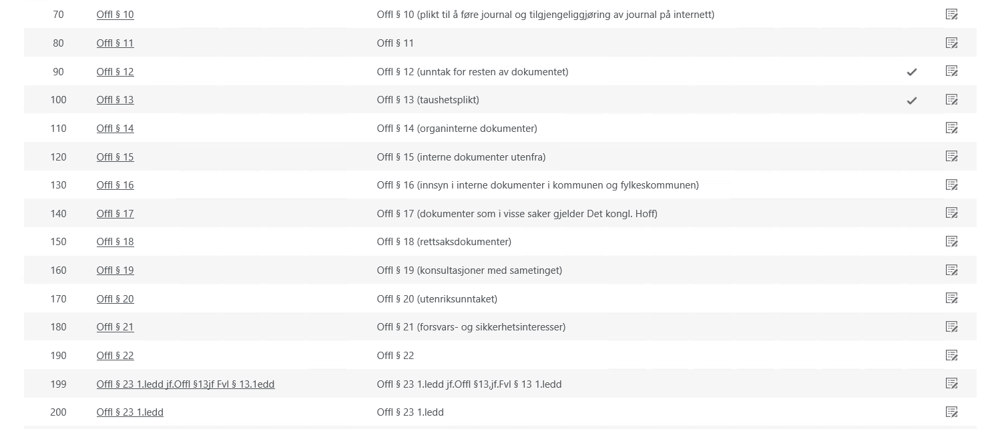 70 Offl § 10 Offl § 10 (plikt til å føre journal og tilgjengeliggjøring av journal på internett)
80 Offl § 11 Offl § 11
90 Offl § 12 Offl § 12 (unntak for resten av dokumentet)
100 Offl § 13 Offl § 13 (taushetsplikt)
110 Offl § 14 Offl § 14 (organinterne dokumenter)
120 Offl § 15 Offl § 15 (interne dokumenter utenfra)
130 Offl § 16 Offl § 16 (innsyn i interne dokumenter i kommunen og fylkeskommunen)
140 Offl § 17 Offl § 17 (dokumenter som i visse saker gjelder Det kongl. Hoff)
150 Offl § 18 Offl § 18 (rettsaksdokumenter)
160 Offl § 19 Offl § 19 (konsultasjoner med sametinget)
170 Offl § 20 Offl § 20 (utenriksunntaket)
180 Offl § 21 Offl § 21 (forsvars- og sikkerhetsinteresser)
190 Offl § 22 Offl § 22
199 Offl § 23 1.ledd jf.Offl §13jf Fvl § 13.1edd Offl § 23 1.ledd jf.Offl §13,jf.Fvl § 13 1.ledd
200 Offl § 23 1.ledd Offl § 23 1.ledd